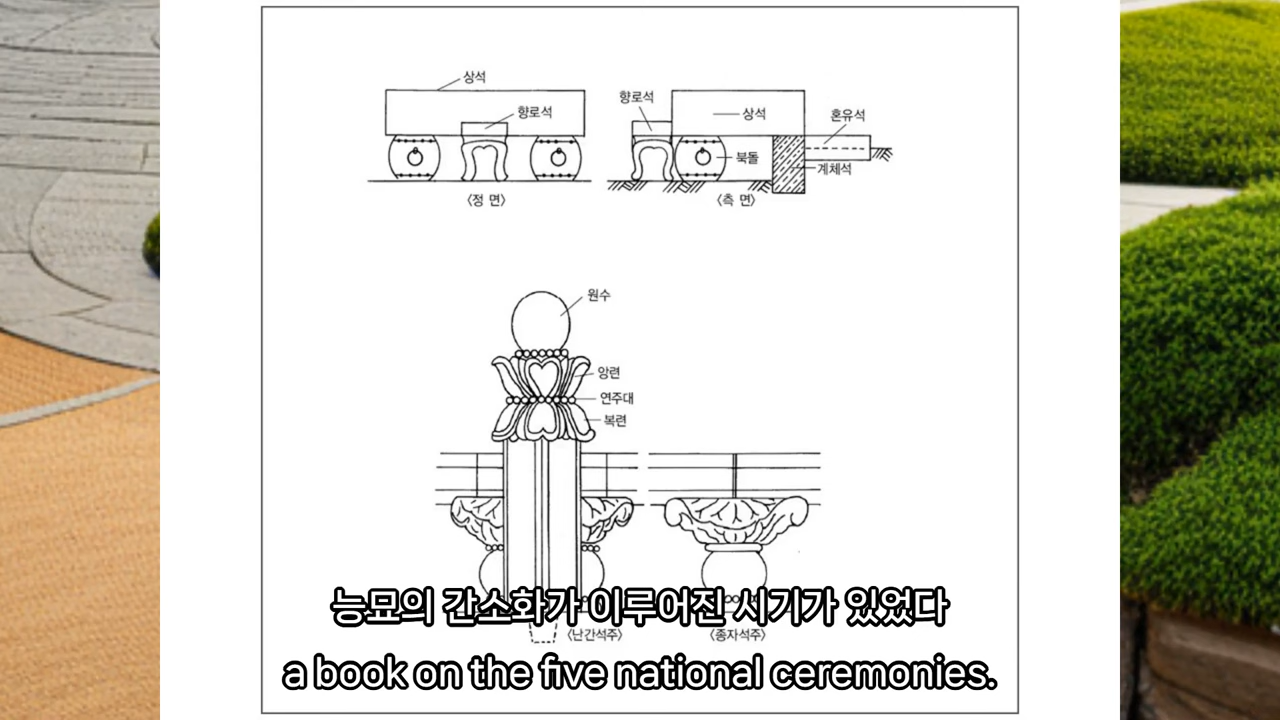 상석
향로석
〈정 면〉
향로석
상석
혼유석
북돌
계체석
〈측 면〉
원수
앙련
연주대
복련
능묘의 간소화가 이루어진 시기가 있었다
〈난간석주〉
〈종자석주〉
a book on the five national ceremonies.